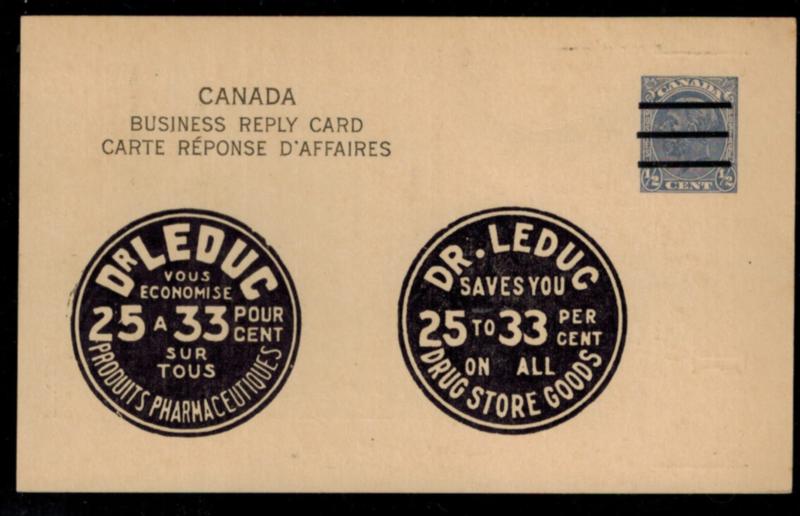 CANADA
BUSINESS REPLY CARD
CARTE RÉPONSE D'AFFAIRES
CANADA
½ CENT ½
DR LEDUC
VOUS
ECONOMISE
25 A 33 POUR CENT
SUR
TOUS
PRODUITS PHARMACEUTIQUES
DR. LEDUC
SAVES YOU
25 TO 33 PER CENT
ON ALL
DRUG STORE GOODS